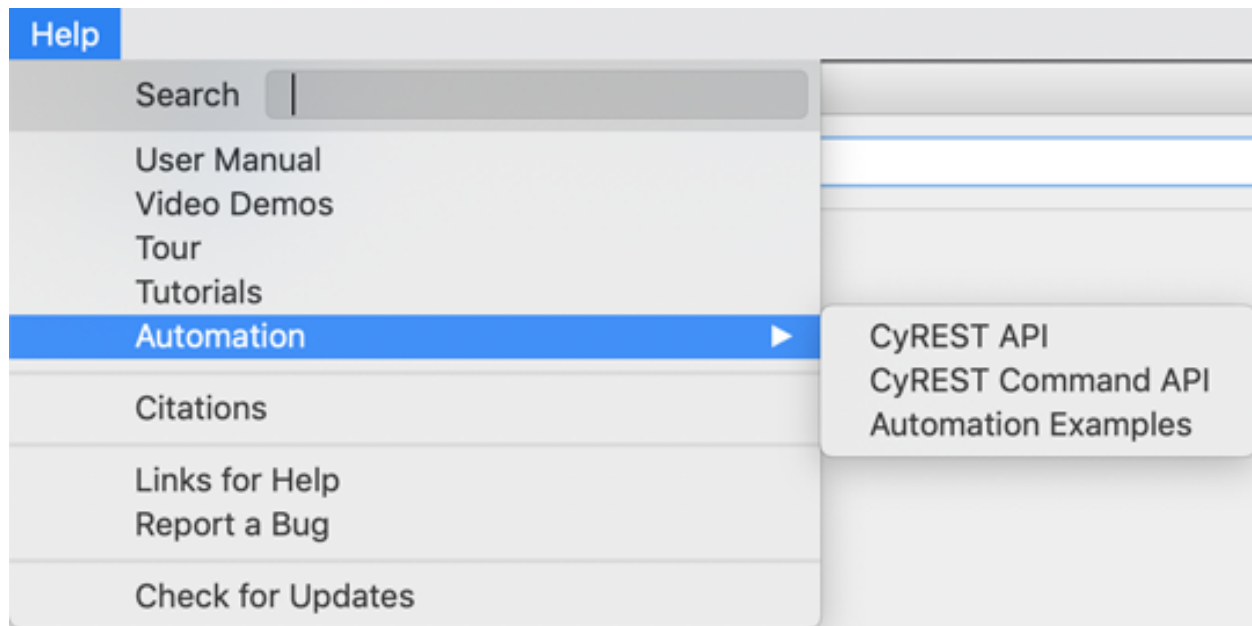 Help
Search
User Manual
Video Demos
Tour
Tutorials
Automation
CyREST API
CyREST Command API
Automation Examples
Citations
Links for Help
Report a Bug
Check for Updates